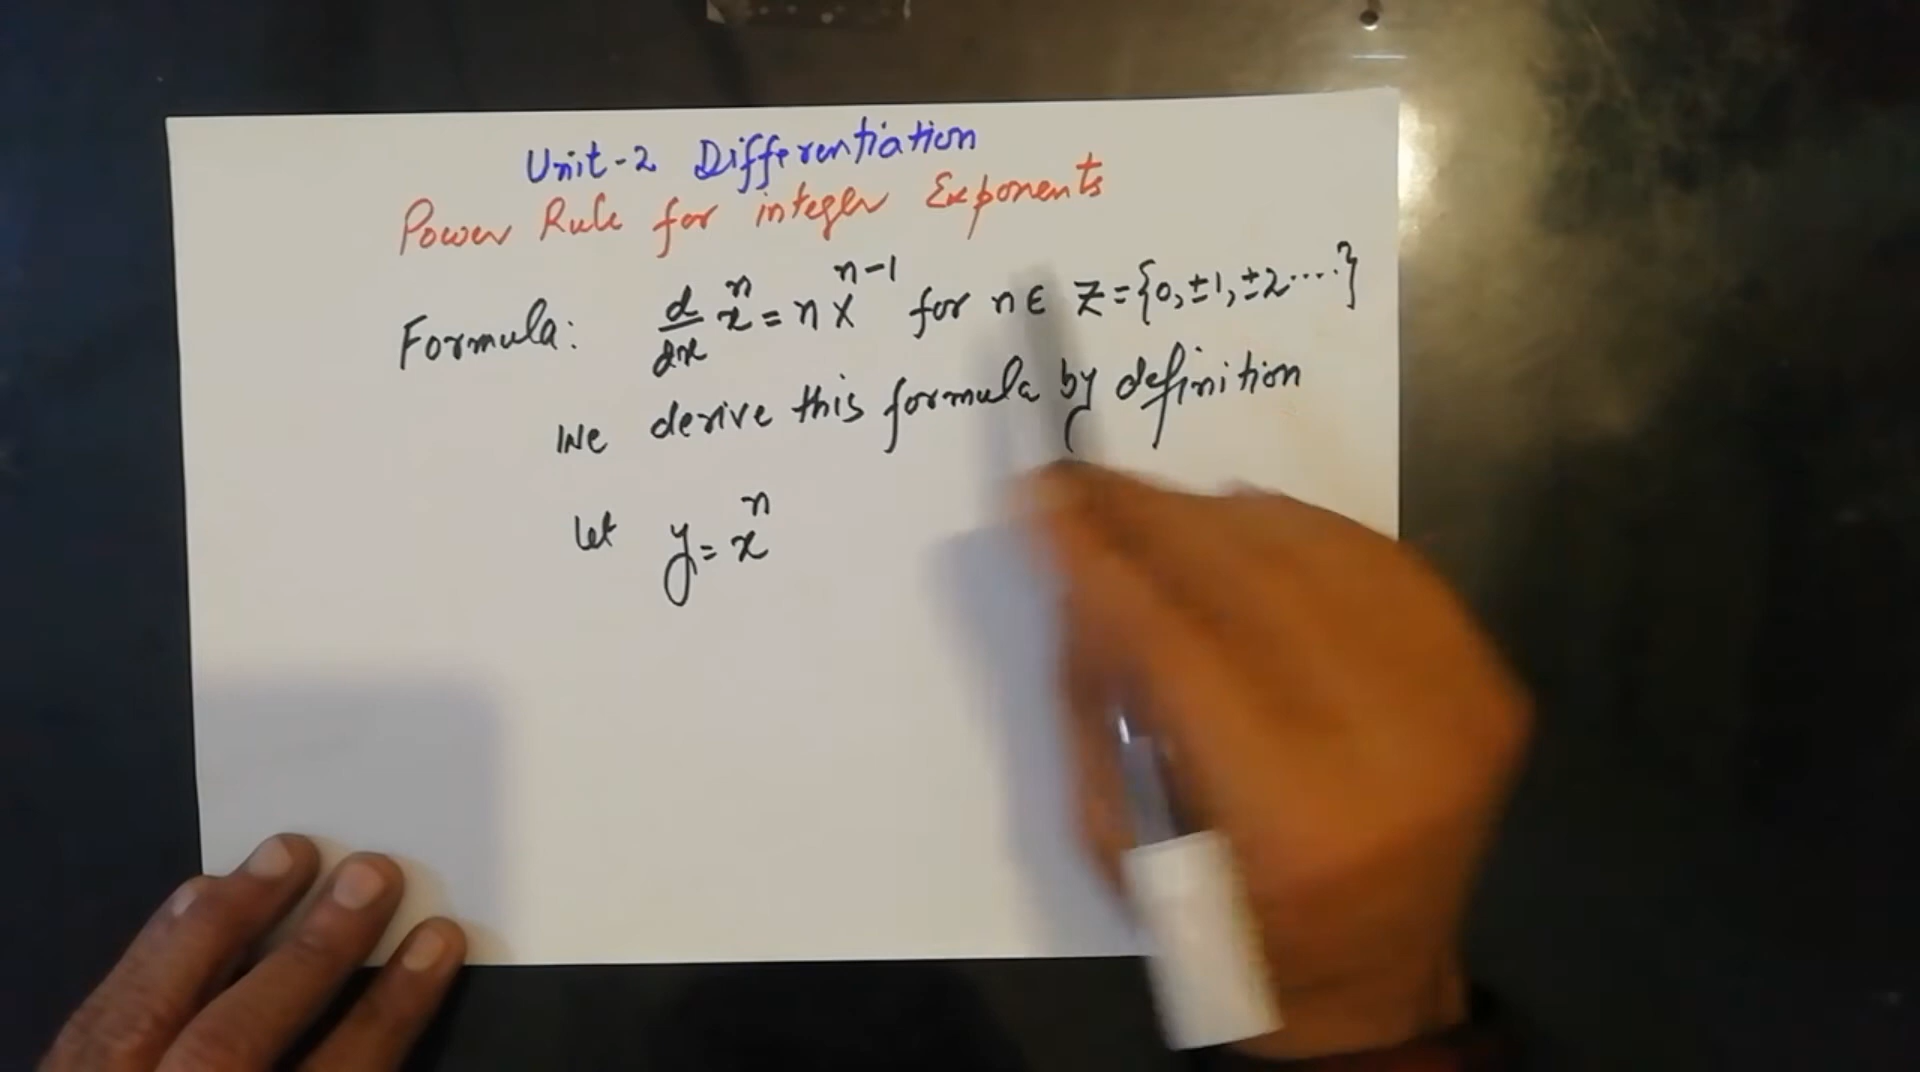 Unit-2 Differentiation
Power Rule for integer Exponents
Formula: d/dx x^n = n x^{n-1} for n ∈ Z = {0, ±1, ±2 ....}
We derive this formula by definition
let y = x^n